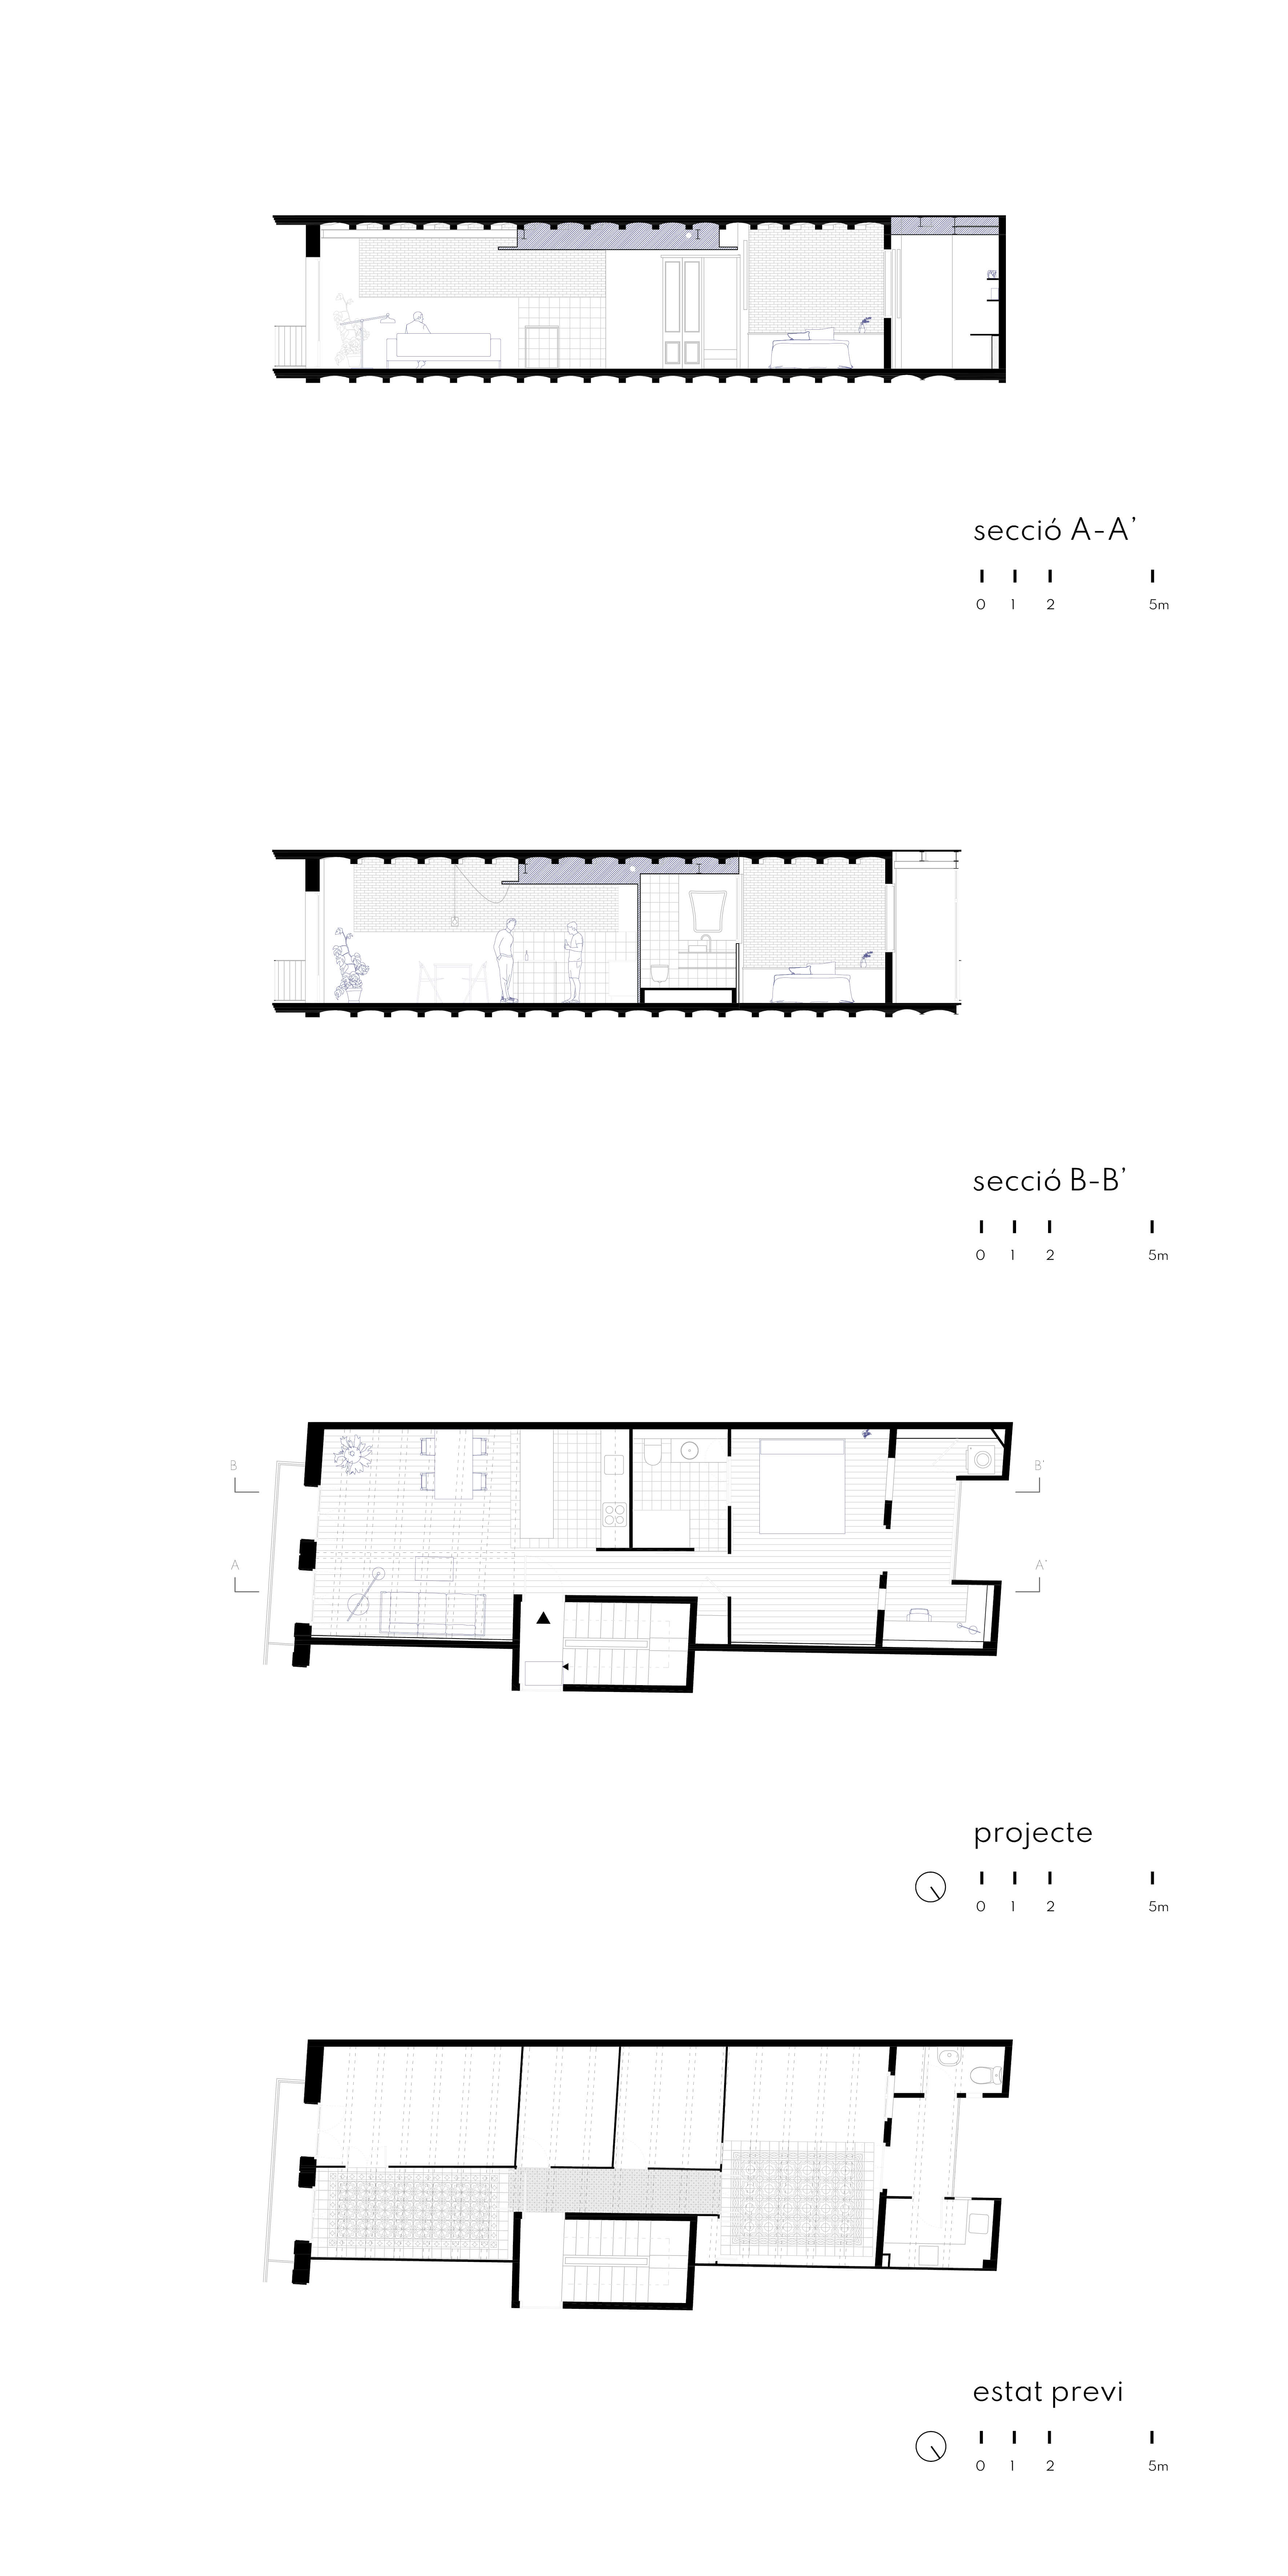 secció A-A’
0 1 2 5m
secció B-B’
0 1 2 5m
B B'
A A'
projecte
0 1 2 5m
estat previ
0 1 2 5m